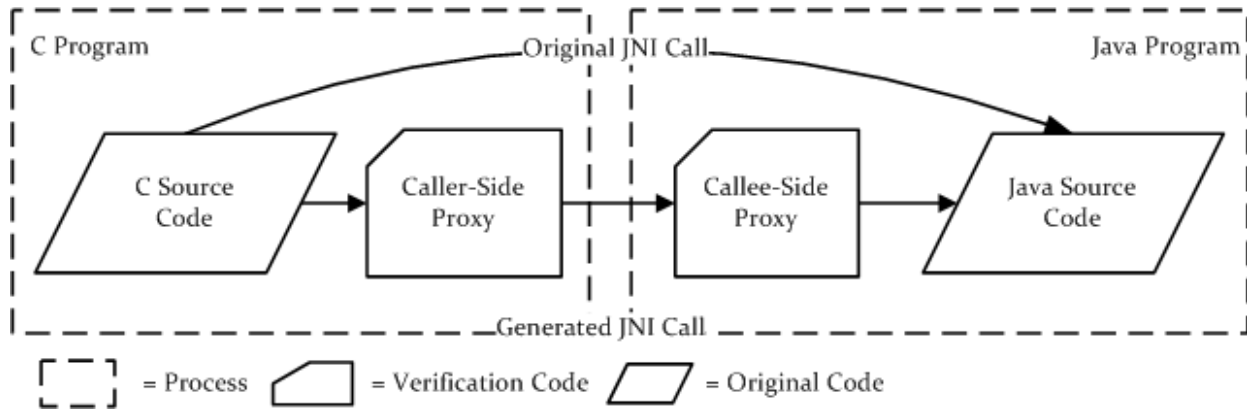 C Program
Original JNI Call
Java Program
C Source
Code
Caller-Side
Proxy
Callee-Side
Proxy
Java Source
Code
Generated JNI Call
= Process
= Verification Code
= Original Code